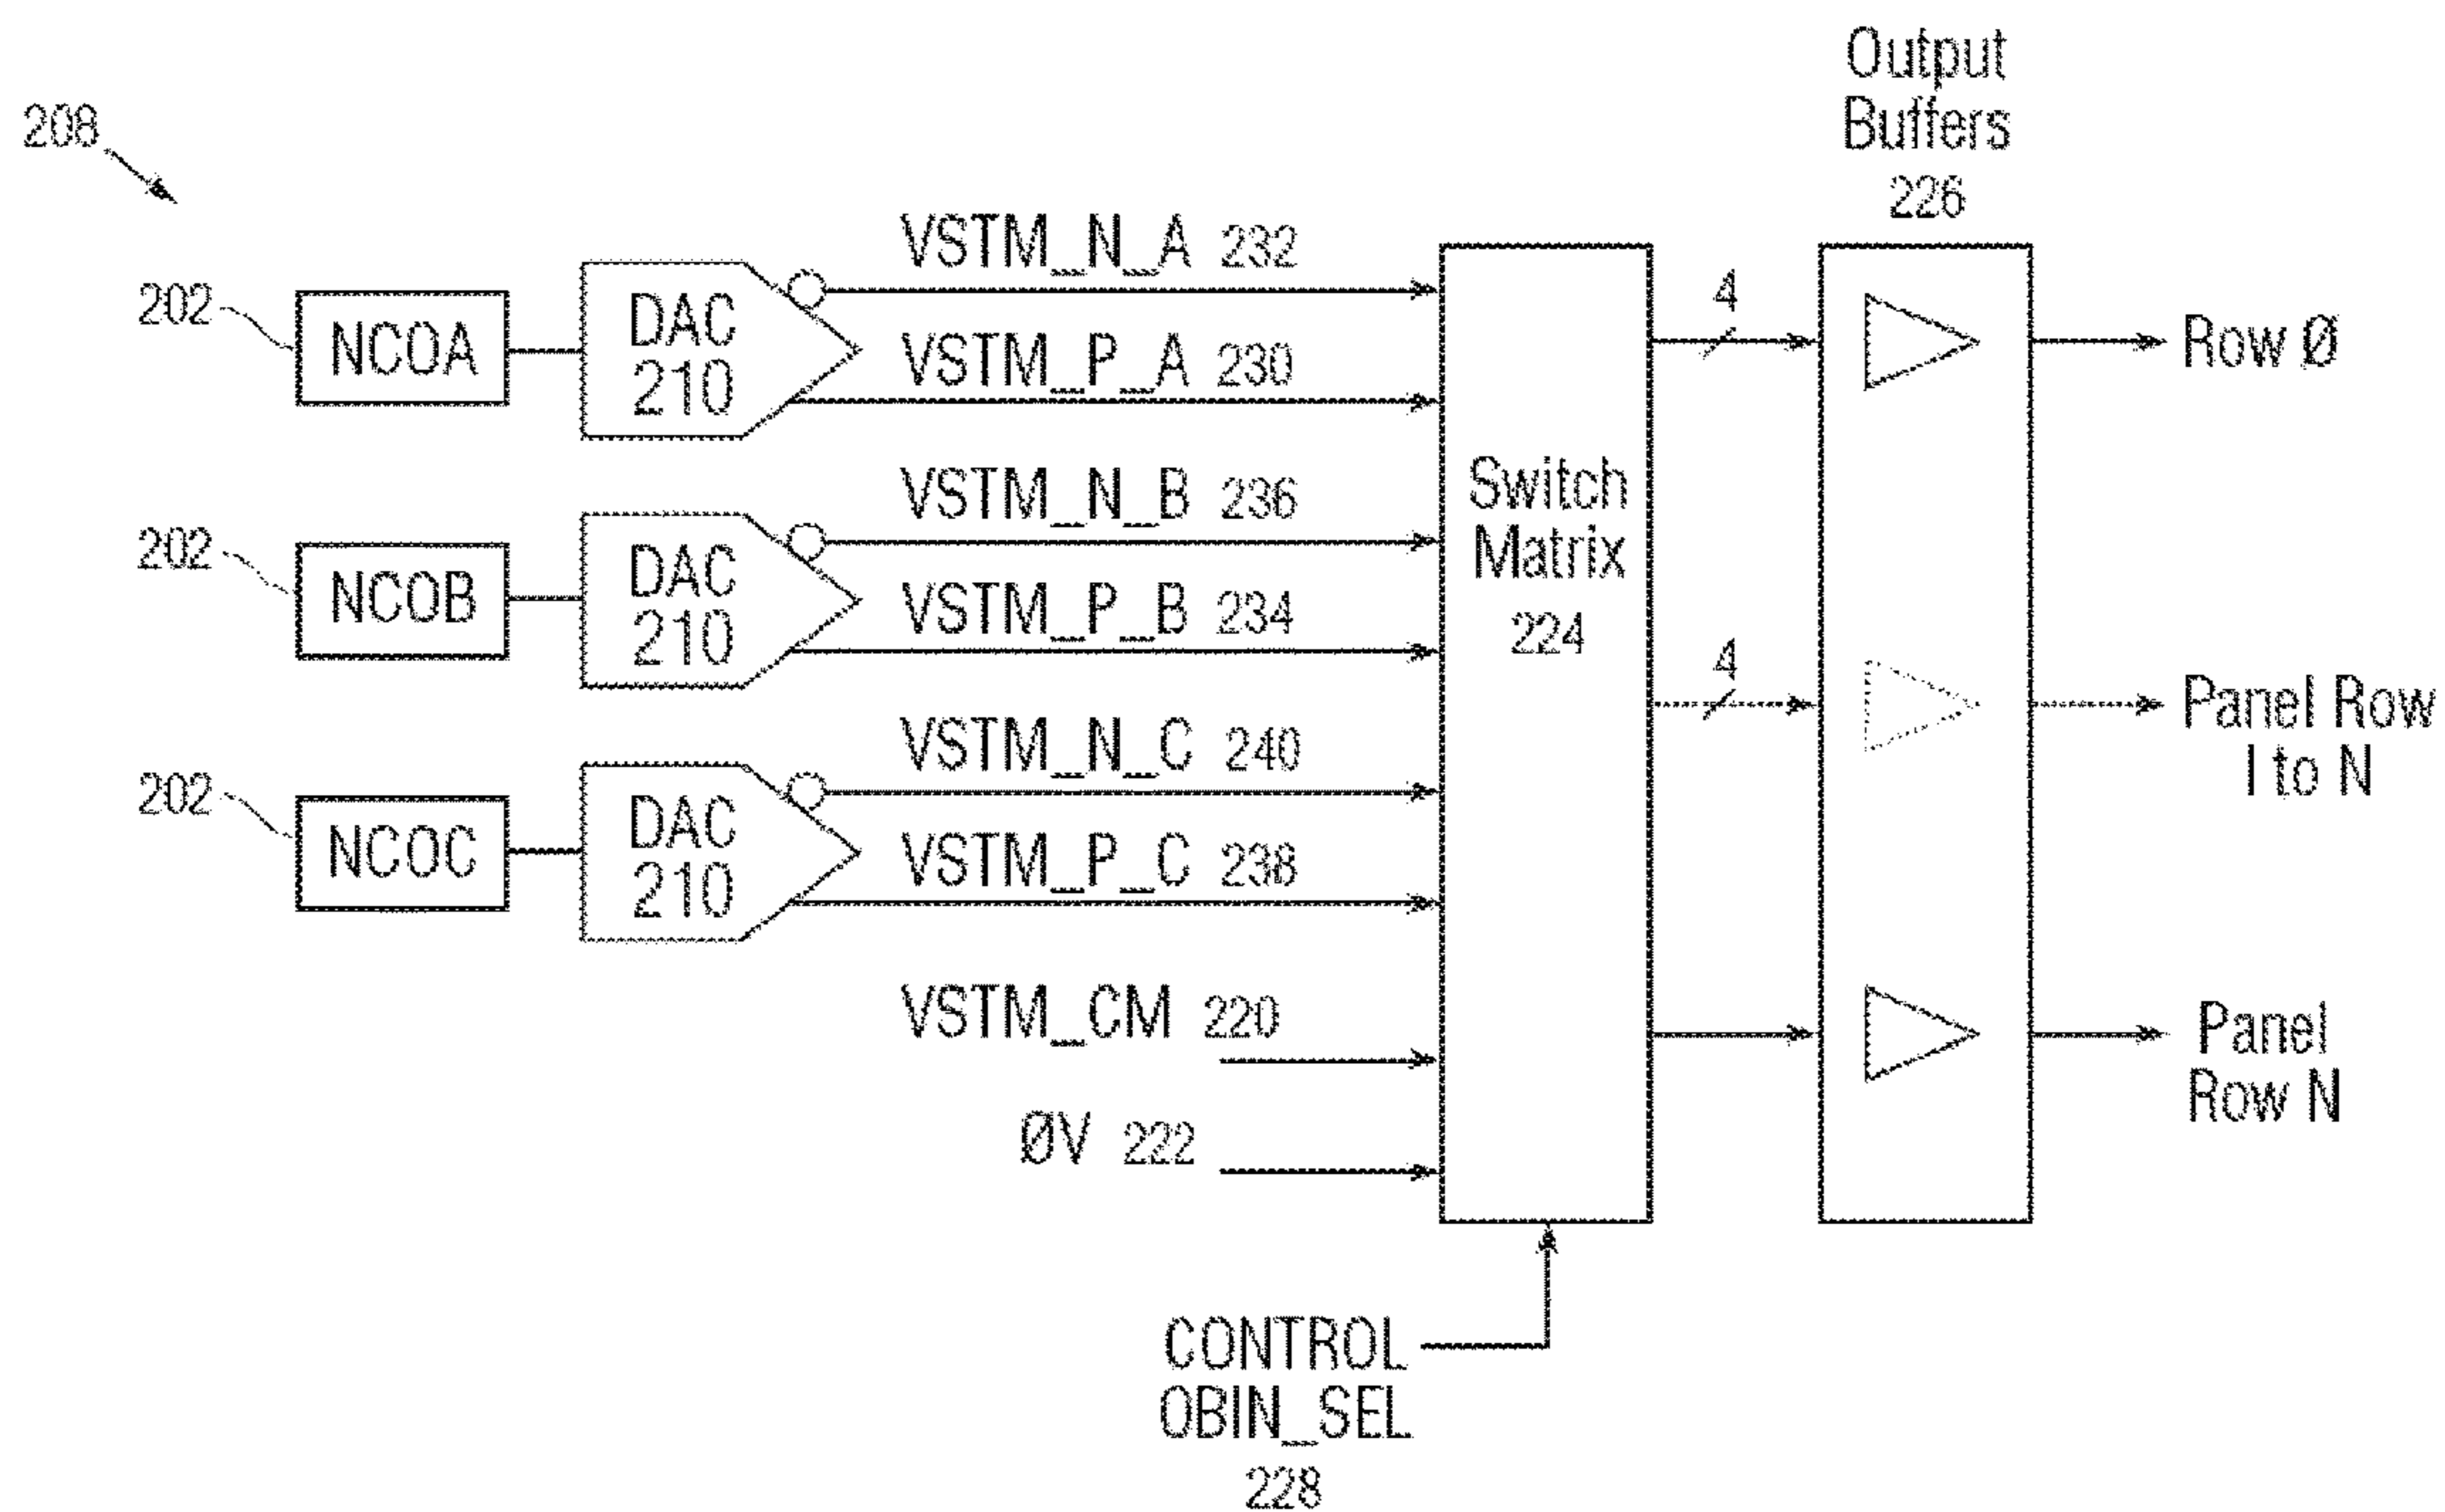 208
Output
Buffers
226
202
NCOA
DAC
210
VSTM_N_A 232
VSTM_P_A 230
4
Row Ø
202
NCOB
DAC
210
VSTM_N_B 236
VSTM_P_B 234
Switch
Matrix
224
4
Panel Row
I to N
202
NCOC
DAC
210
VSTM_N_C 240
VSTM_P_C 238
VSTM_CM 220
ØV 222
Panel
Row N
CONTROL
OBIN_SEL
228